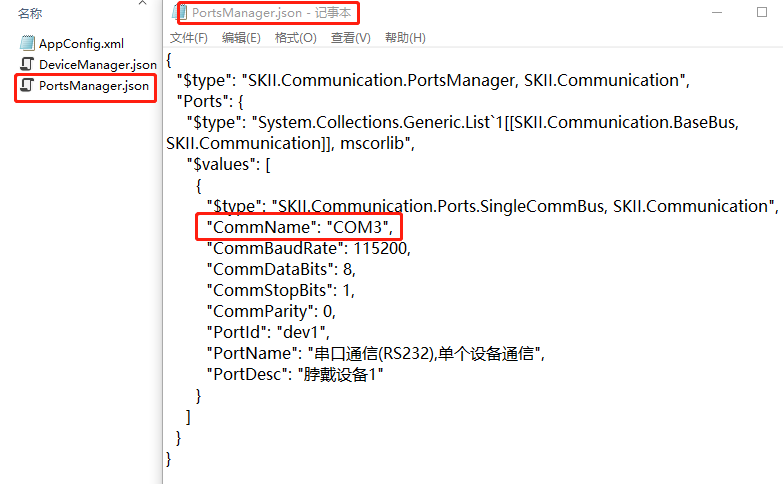 名称
AppConfig.xml
DeviceManager.json
PortsManager.json
PortsManager.json - 记事本
文件(F) 编辑(E) 格式(O) 查看(V) 帮助(H)
{
"$type": "SKII.Communication.PortsManager, SKII.Communication",
"Ports": {
"$type": "System.Collections.Generic.List`1[[SKII.Communication.BaseBus,
SKII.Communication]], mscorlib",
"$values": [
{
"$type": "SKII.Communication.Ports.SingleCommBus, SKII.Communication",
"CommName": "COM3",
"CommBaudRate": 115200,
"CommDataBits": 8,
"CommStopBits": 1,
"CommParity": 0,
"PortId": "dev1",
"PortName": "串口通信(RS232),单个设备通信",
"PortDesc": "脖戴设备1"
}
]
}
}